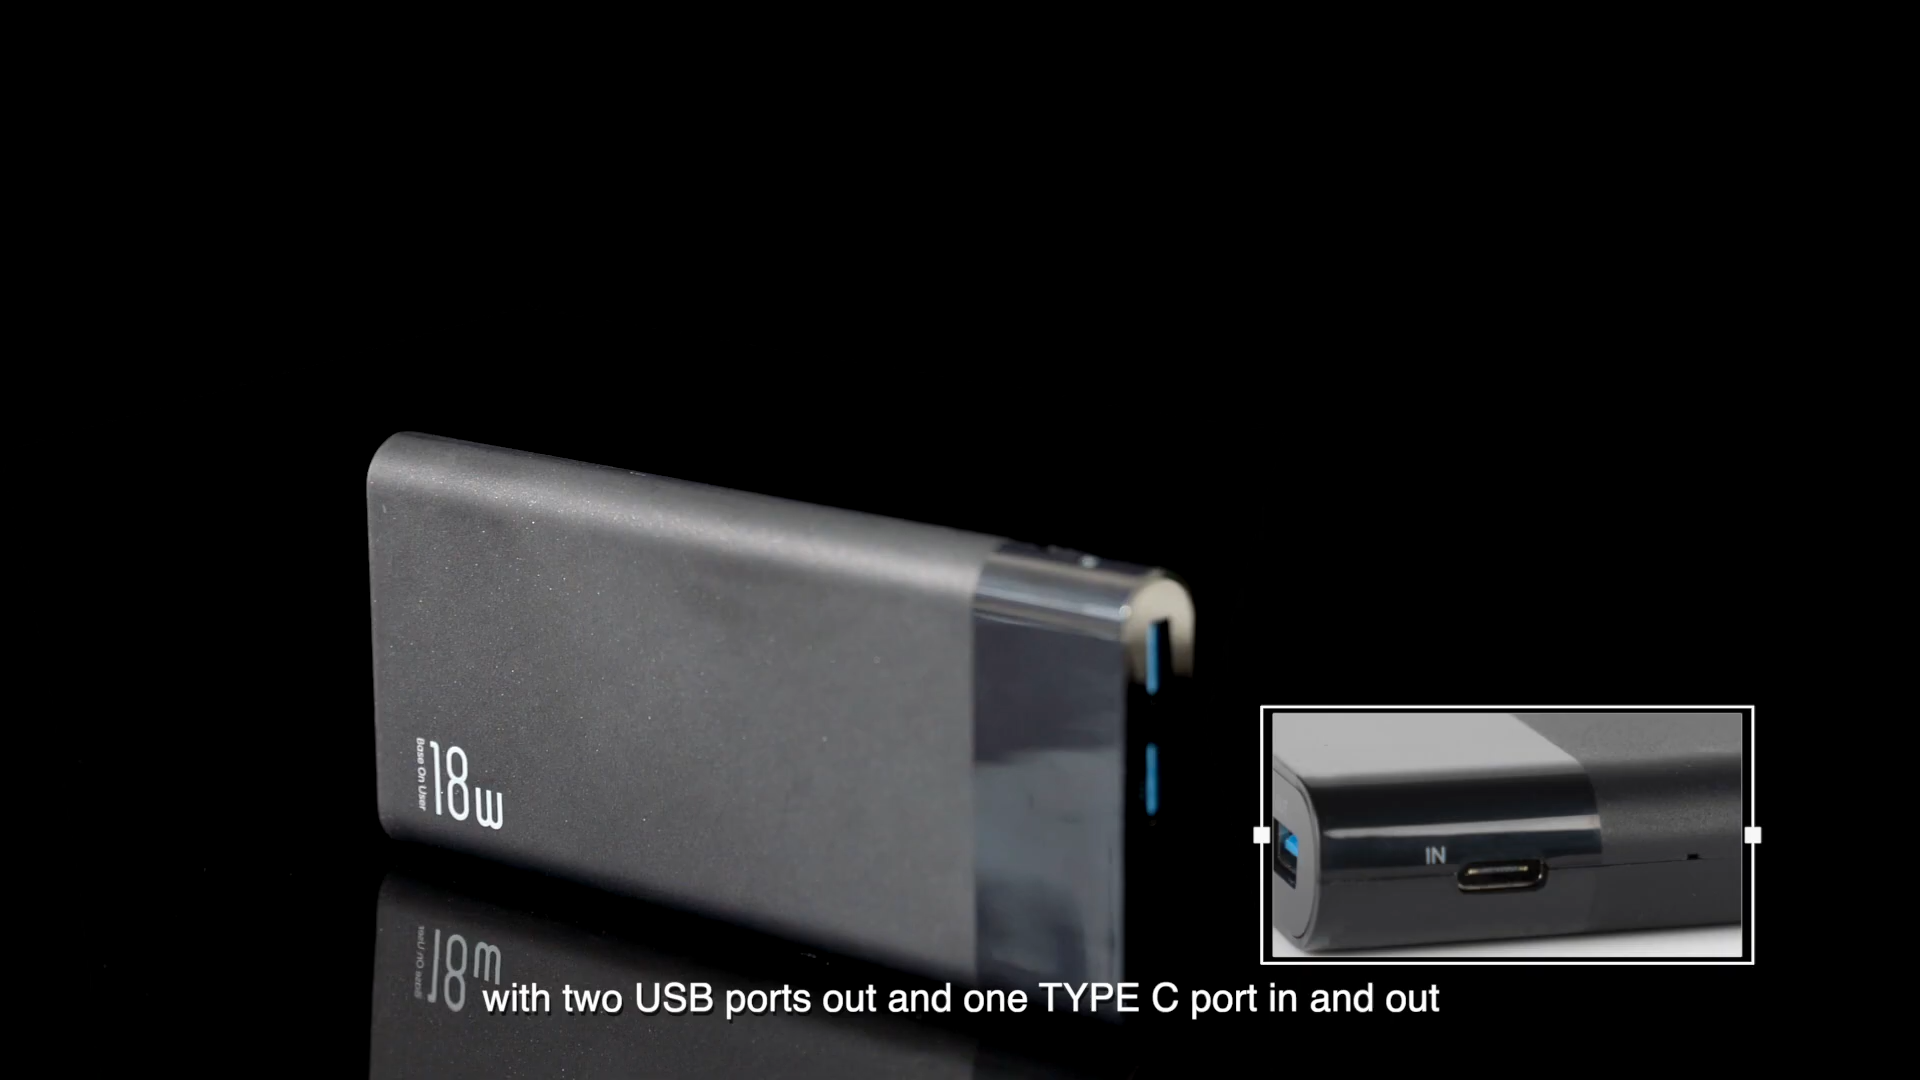 18w
Base On User
IN
with two USB ports out and one TYPE C port in and out